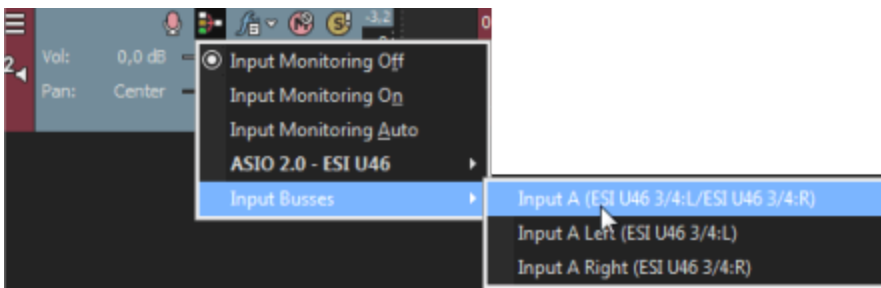 -3,2
0
2
Vol: 0,0 dB
Pan: Center
Input Monitoring Off
Input Monitoring On
Input Monitoring Auto
ASIO 2.0 - ESI U46
Input Busses
Input A (ESI U46 3/4:L/ESI U46 3/4:R)
Input A Left (ESI U46 3/4:L)
Input A Right (ESI U46 3/4:R)